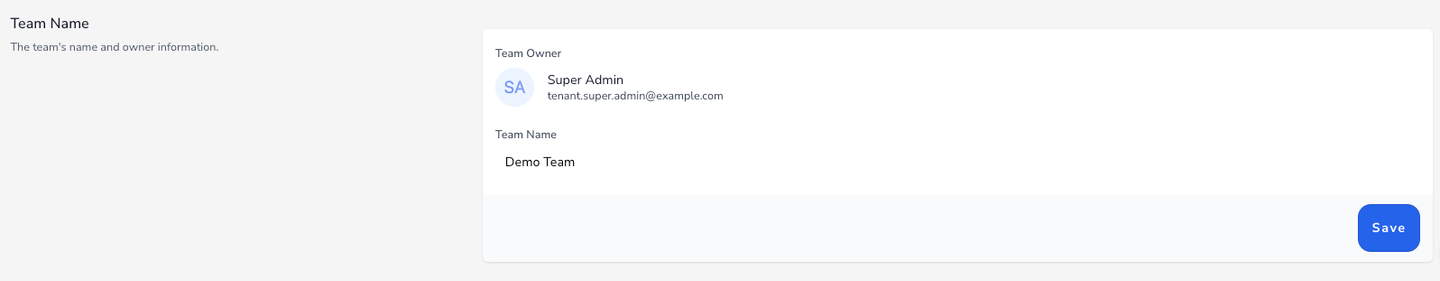 Team Name
The team's name and owner information.
Team Owner
SA
Super Admin
tenant.super.admin@example.com
Team Name
Demo Team
Save